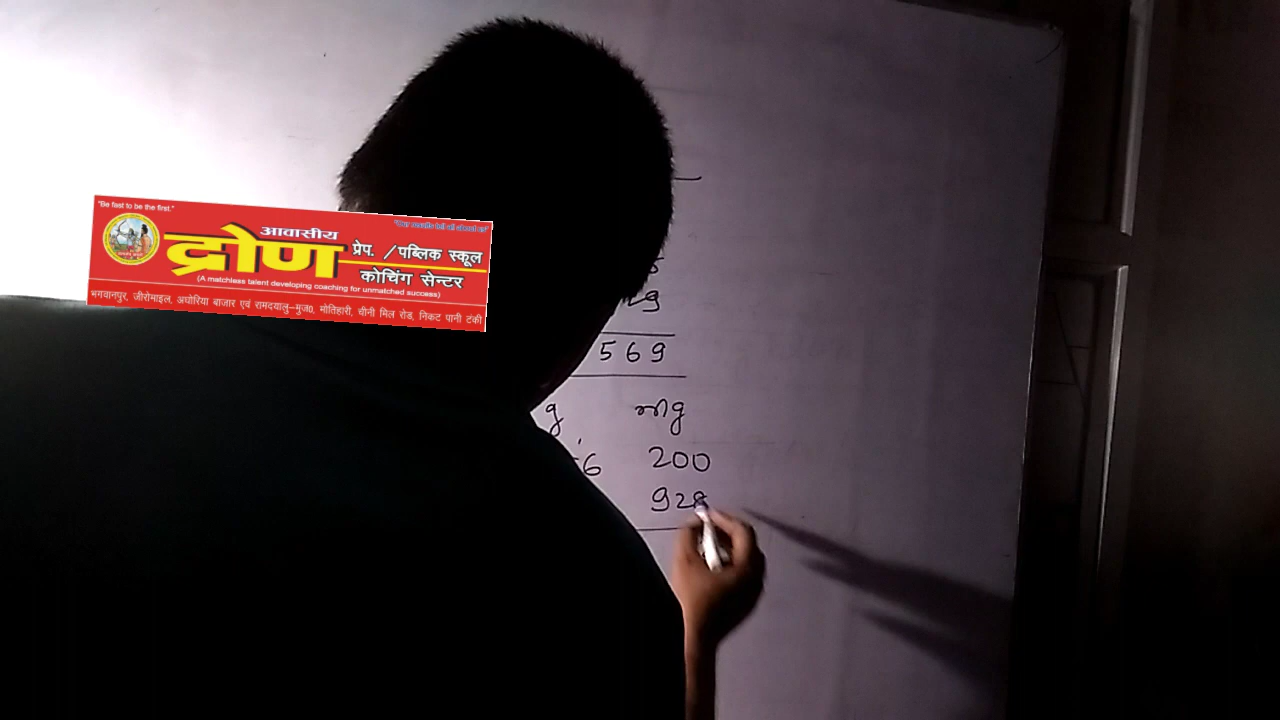 "Be fast to be the first."
आवासीय
द्रोण
प्रेप. /पब्लिक स्कूल
कोचिंग सेन्टर
(A matchless talent developing coaching for unmatched success)
भगवानपुर, जीरोमाइल, अघोरिया बाजार एवं रामदयालु-मुज0, मोतिहारी, चीनी मिल रोड, निकट पानी टंकी
569
g mg
6 200
928